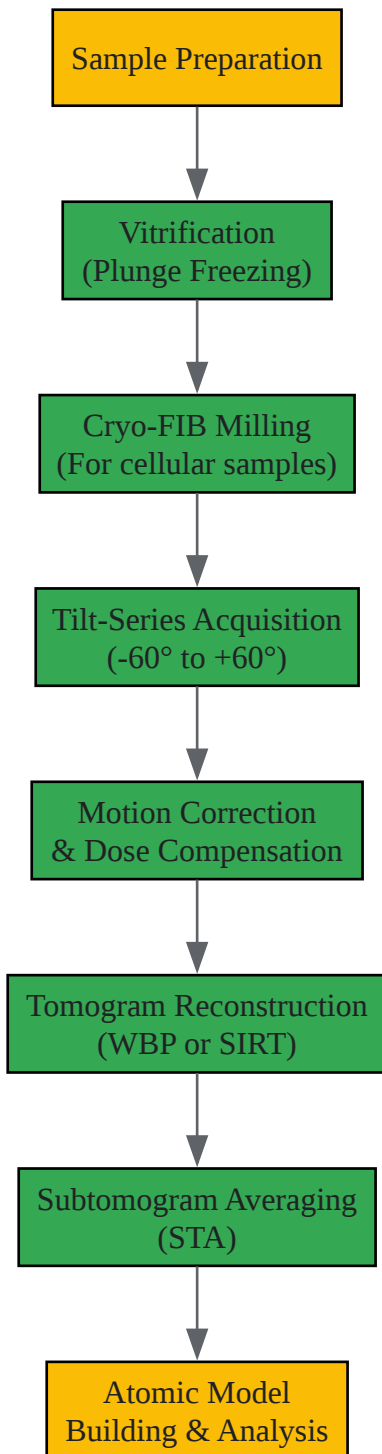 Sample Preparation
Vitrification
(Plunge Freezing)
Cryo-FIB Milling
(For cellular samples)
Tilt-Series Acquisition
(-60° to +60°)
Motion Correction
& Dose Compensation
Tomogram Reconstruction
(WBP or SIRT)
Subtomogram Averaging
(STA)
Atomic Model
Building & Analysis